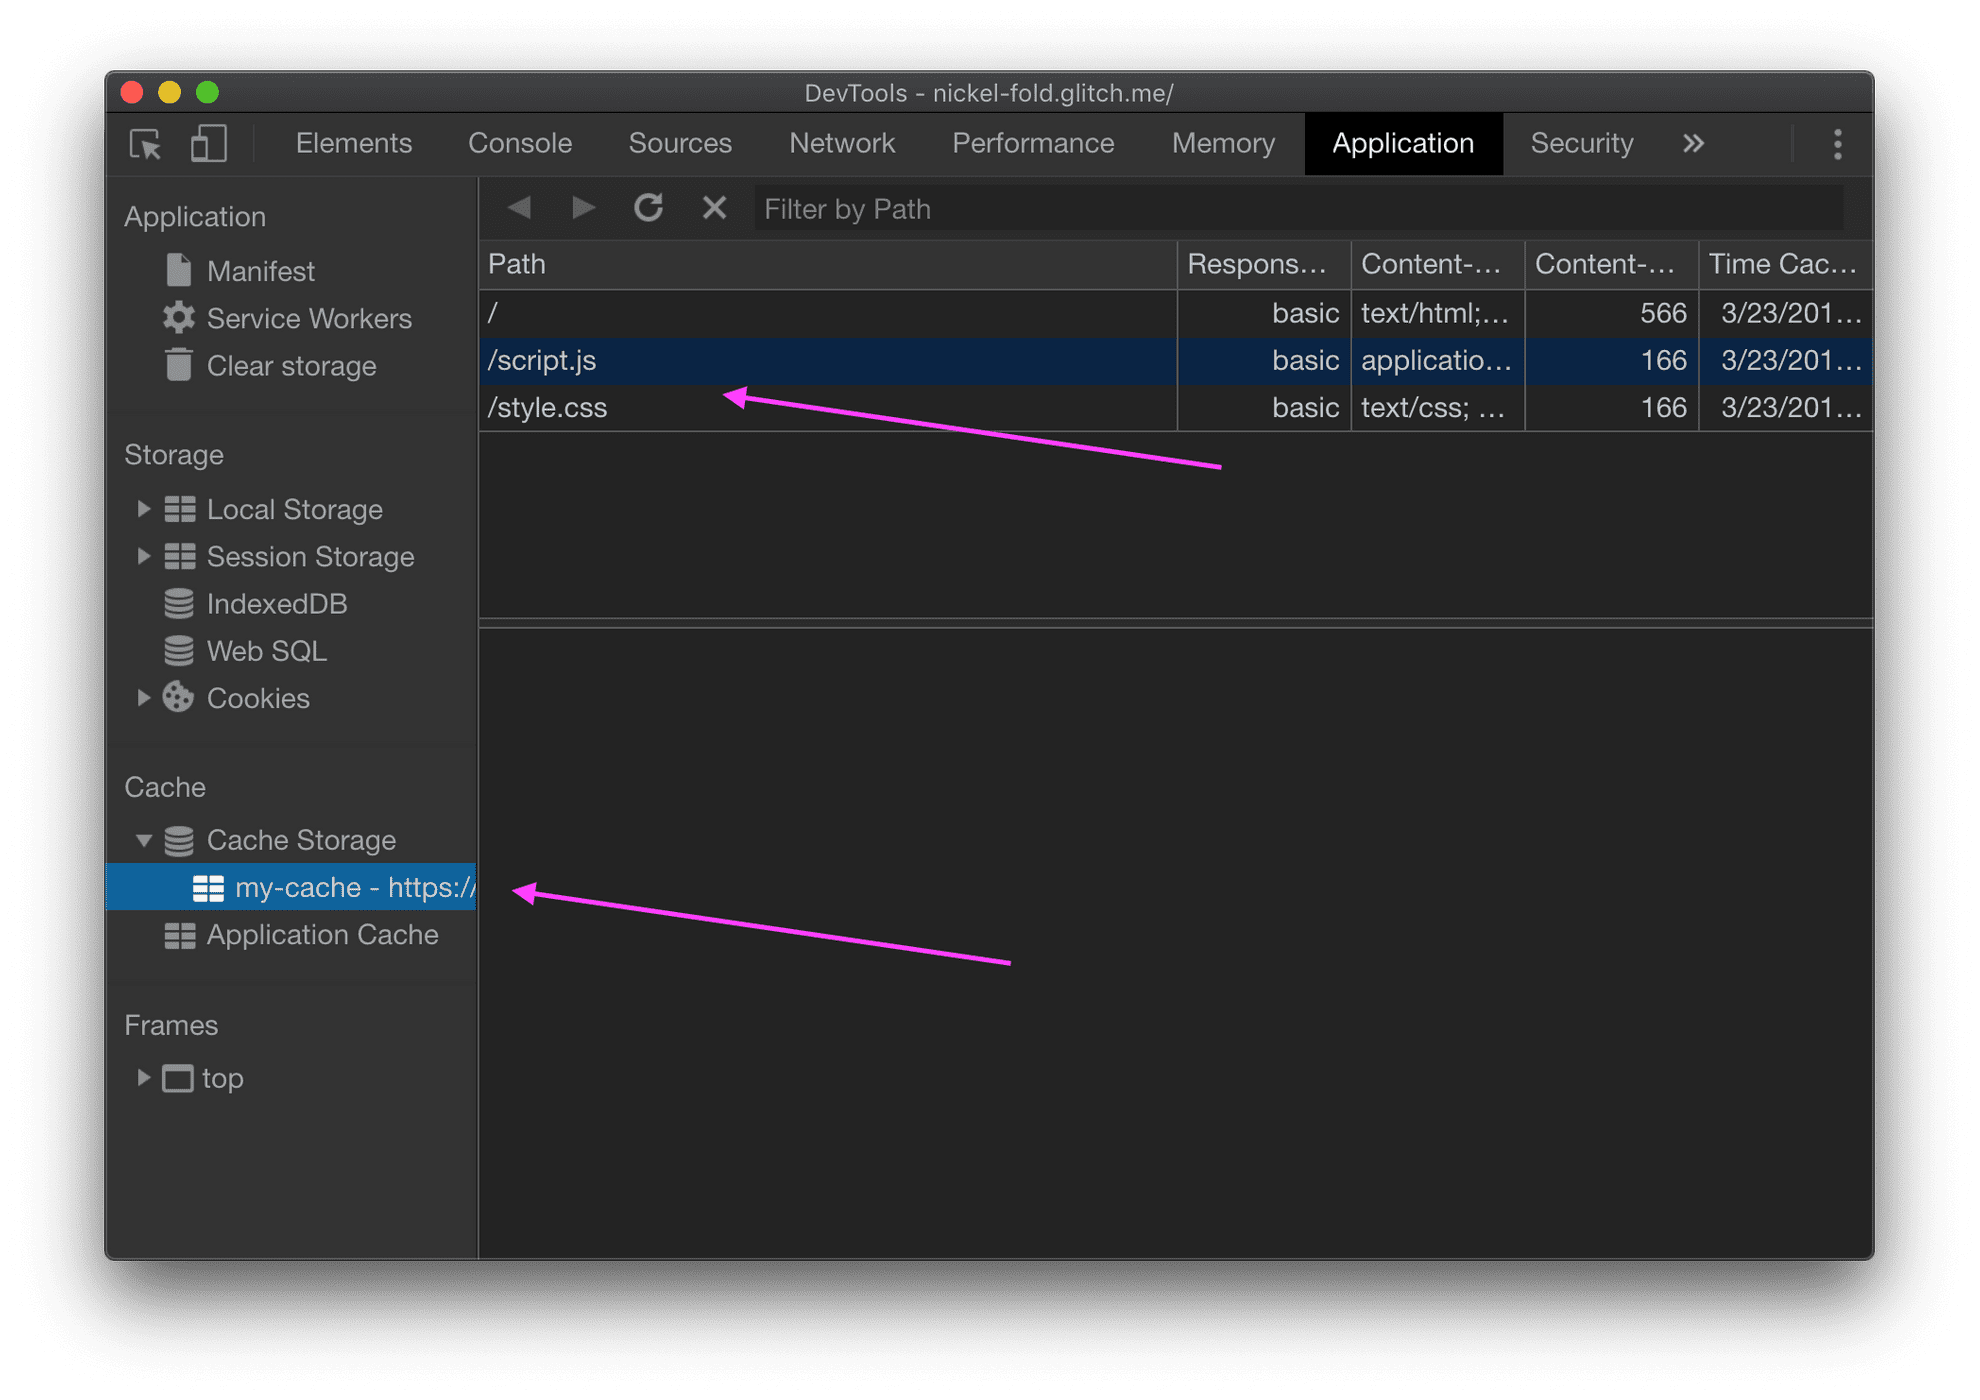 DevTools - nickel-fold.glitch.me/
Elements Console Sources Network Performance Memory Application Security »
Application
Manifest
Service Workers
Clear storage
Storage
Local Storage
Session Storage
IndexedDB
Web SQL
Cookies
Cache
Cache Storage
my-cache - https:/
Application Cache
Frames
top
Filter by Path
Path Respons… Content-… Content-… Time Cac…
/ basic text/html;… 566 3/23/201…
/script.js basic applicatio… 166 3/23/201…
/style.css basic text/css; … 166 3/23/201…